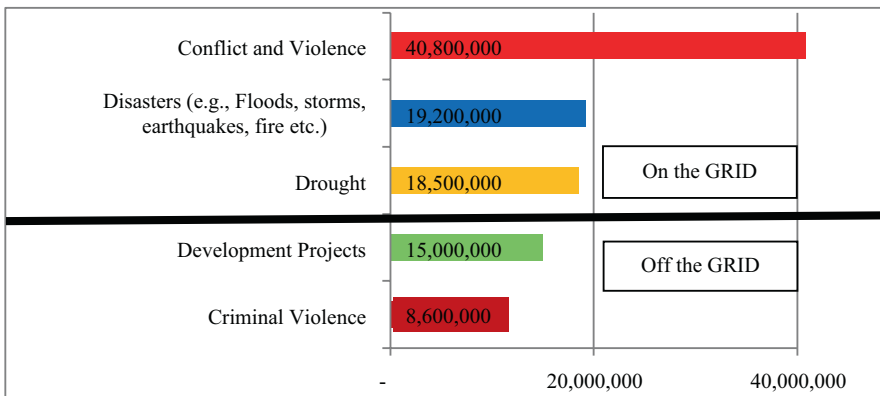 Conflict and Violence
40,800,000
Disasters (e.g., Floods, storms,
earthquakes, fire etc.)
19,200,000
Drought
18,500,000
On the GRID
Development Projects
15,000,000
Off the GRID
Criminal Violence
8,600,000
-
20,000,000
40,000,000